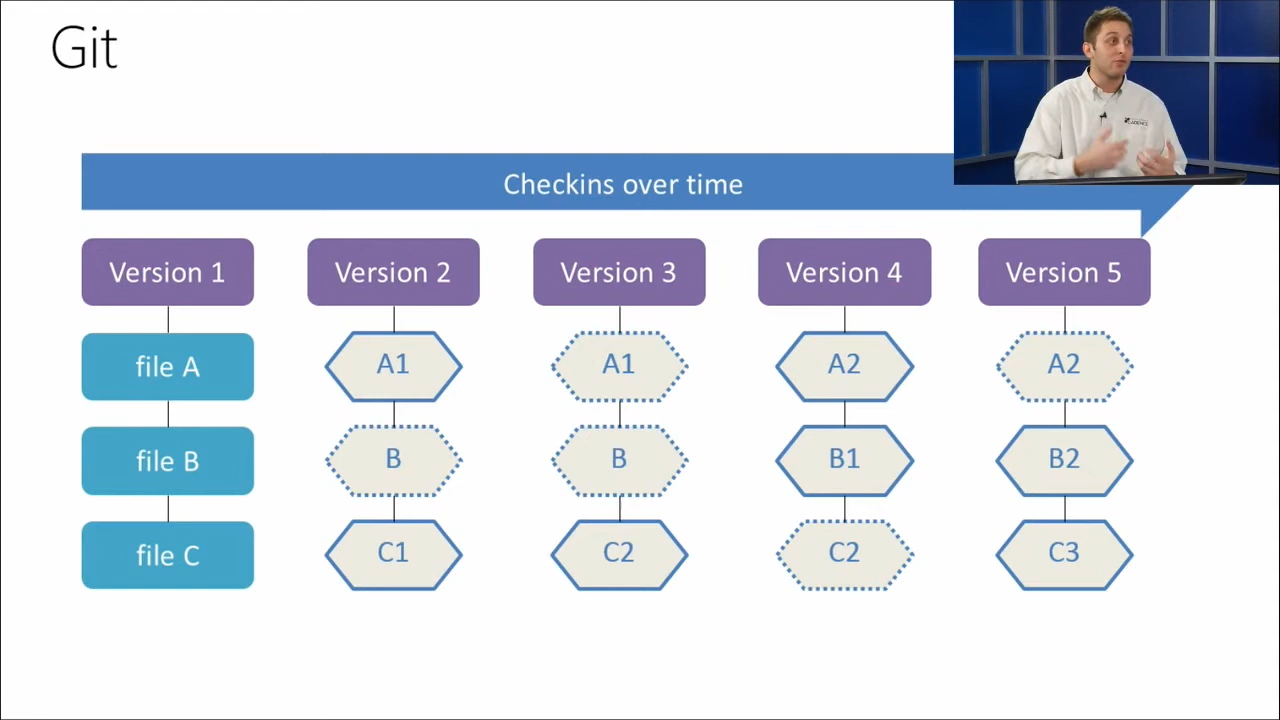 Git
Checkins over time
Version 1
Version 2
Version 3
Version 4
Version 5
file A
A1
A1
A2
A2
file B
B
B
B1
B2
file C
C1
C2
C2
C3